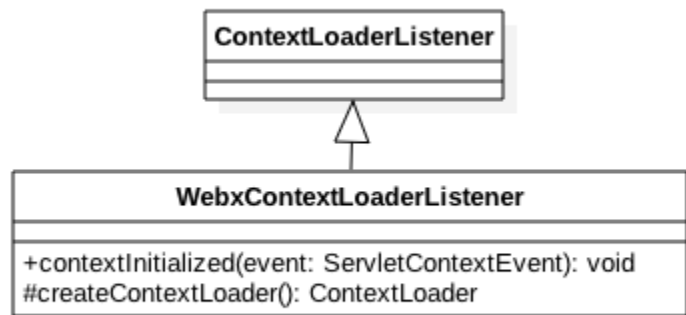 ContextLoaderListener
WebxContextLoaderListener
+contextInitialized(event: ServletContextEvent): void
#createContextLoader(): ContextLoader